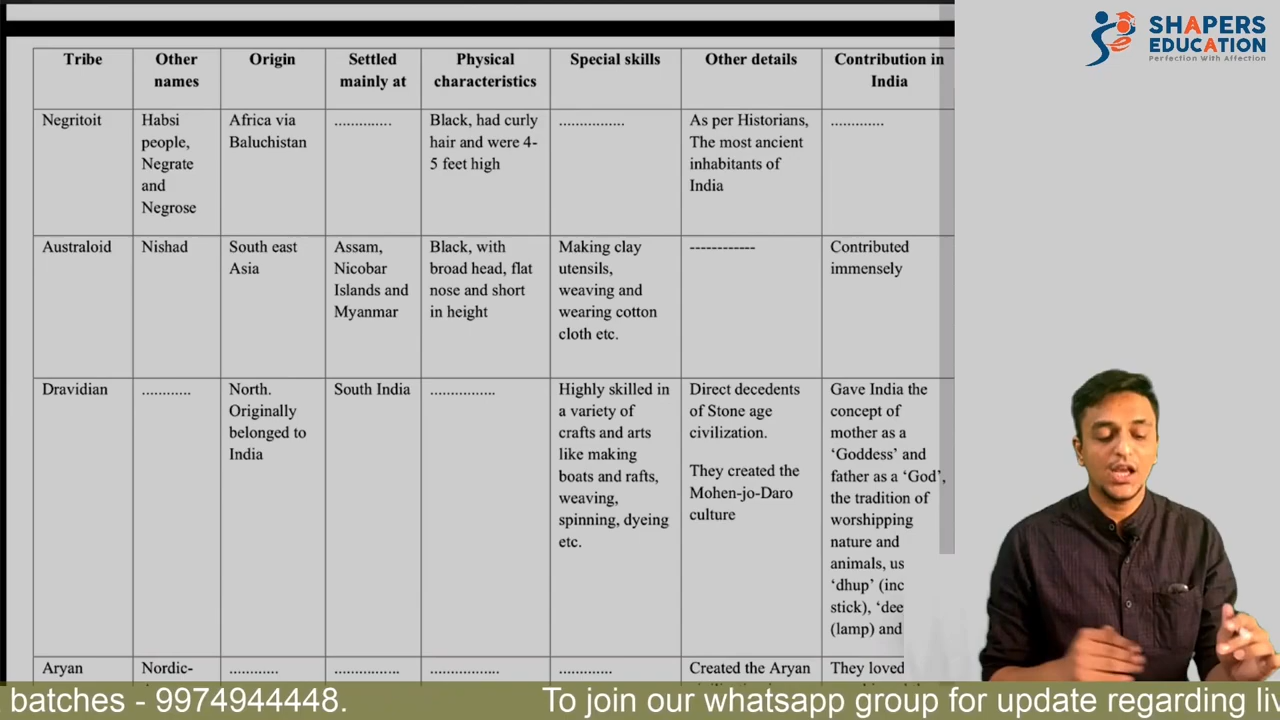 SHAPERS
EDUCATION
Perfection With Affection
Tribe
Other
names
Origin
Settled
mainly at
Physical
characteristics
Special skills
Other details
Contribution in
India
Negritoit
Habsi
people,
Negrate
and
Negrose
Africa via
Baluchistan
..............
Black, had curly
hair and were 4-
5 feet high
................
As per Historians,
The most ancient
inhabitants of
India
.............
Australoid
Nishad
South east
Asia
Assam,
Nicobar
Islands and
Myanmar
Black, with
broad head, flat
nose and short
in height
Making clay
utensils,
weaving and
wearing cotton
cloth etc.
------------
Contributed
immensely
Dravidian
............
North.
Originally
belonged to
India
South India
................
Highly skilled in
a variety of
crafts and arts
like making
boats and rafts,
weaving,
spinning, dyeing
etc.
Direct decedents
of Stone age
civilization.
They created the
Mohen-jo-Daro
culture
Gave India the
concept of
mother as a
‘Goddess’ and
father as a ‘God’,
the tradition of
worshipping
nature and
animals, us
‘dhup’ (inc
stick), ‘dee
(lamp) and
Aryan
Nordic-
............
................
................
.............
Created the Aryan
They loved
batches - 9974944448.
To join our whatsapp group for update regarding liv